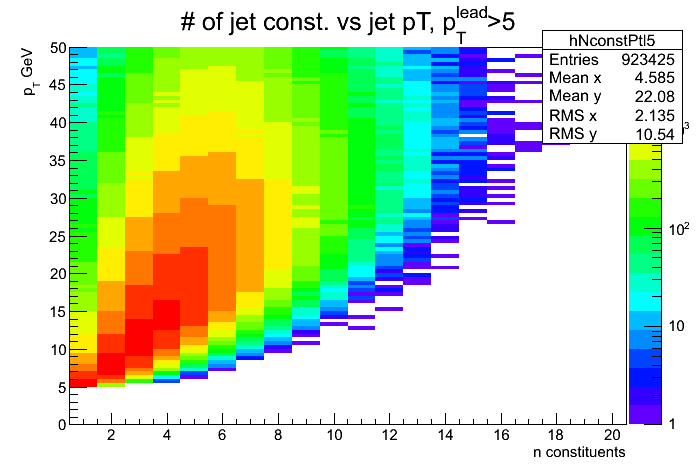 # of jet const. vs jet pT, p_T^lead>5
hNconstPtl5
Entries 923425
Mean x 4.585
Mean y 22.08
RMS x 2.135
RMS y 10.54
p_T GeV
50
45
40
35
30
25
20
15
10
5
0
2 4 6 8 10 12 14 16 18 20
n constituents
10²
10
1